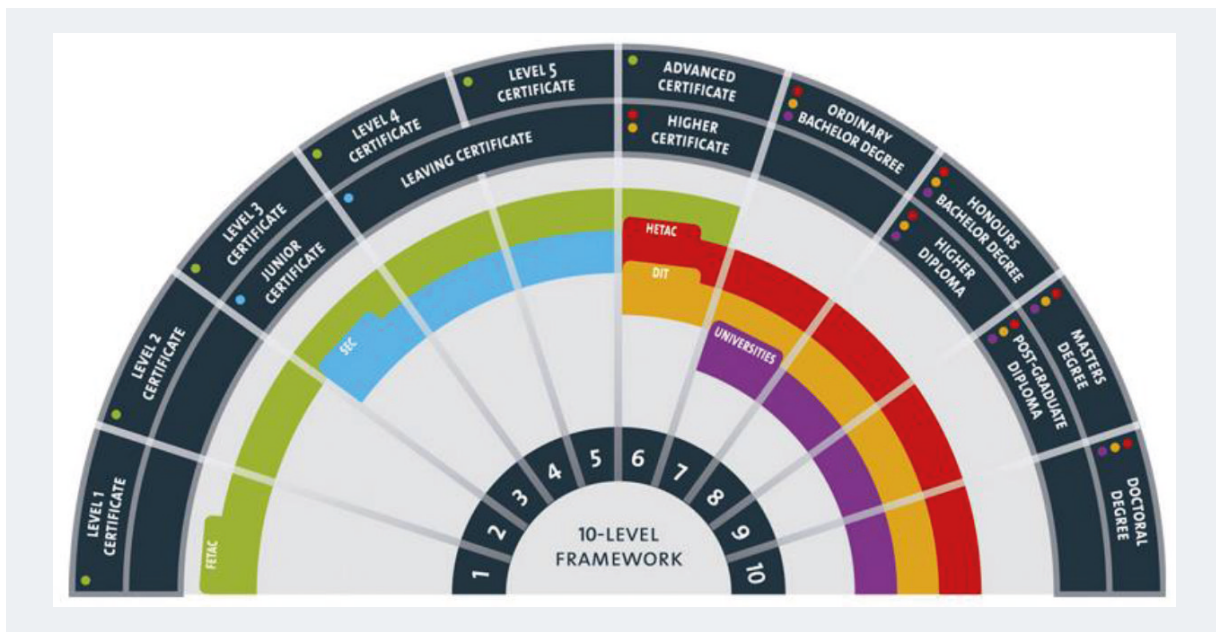 LEVEL 1
CERTIFICATE
LEVEL 2
CERTIFICATE
LEVEL 3
CERTIFICATE
LEVEL 4
CERTIFICATE
LEVEL 5
CERTIFICATE
ADVANCED
CERTIFICATE
ORDINARY
BACHELOR DEGREE
HONOURS
BACHELOR DEGREE
MASTERS
DEGREE
DOCTORAL
DEGREE
JUNIOR
CERTIFICATE
LEAVING CERTIFICATE
HIGHER
CERTIFICATE
HIGHER
DIPLOMA
POST-GRADUATE
DIPLOMA
FETAC
SEC
HETAC
DIT
UNIVERSITIES
1
2
3
4
5
6
7
8
9
10
10-LEVEL
FRAMEWORK